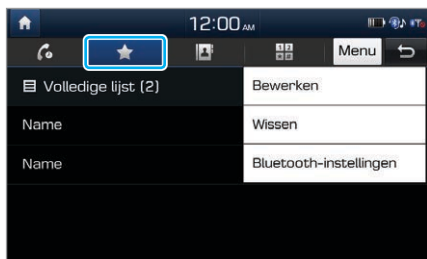 12:00 AM
Menu
Volledige lijst (2)
Bewerken
Name
Wissen
Name
Bluetooth-instellingen